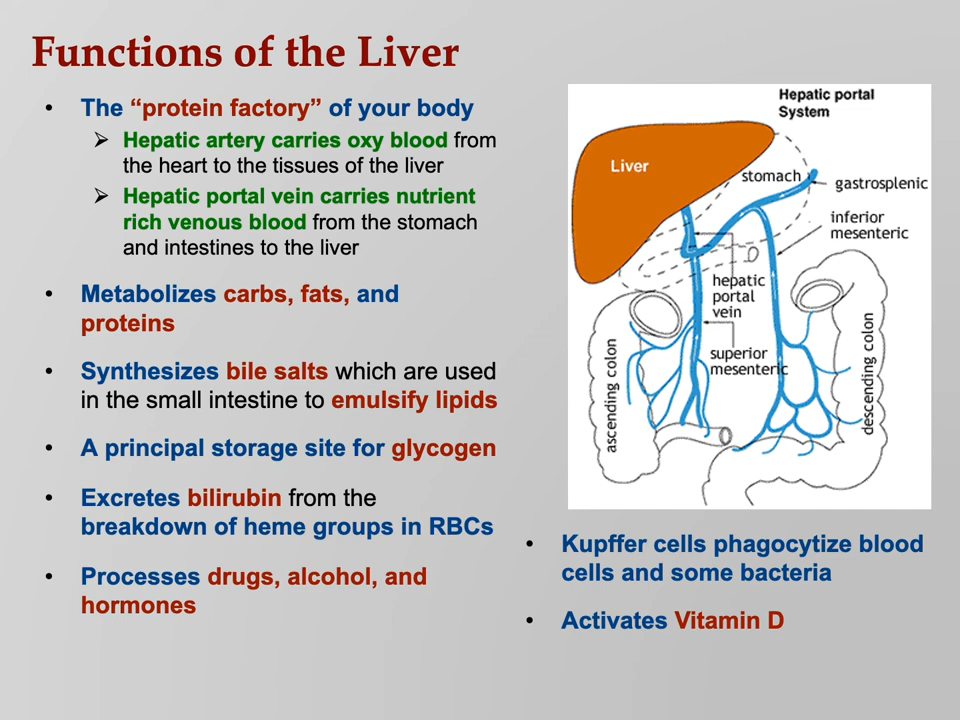 Functions of the Liver
• The “protein factory” of your body
➢ Hepatic artery carries oxy blood from
the heart to the tissues of the liver
➢ Hepatic portal vein carries nutrient
rich venous blood from the stomach
and intestines to the liver
• Metabolizes carbs, fats, and
proteins
• Synthesizes bile salts which are used
in the small intestine to emulsify lipids
• A principal storage site for glycogen
• Excretes bilirubin from the
breakdown of heme groups in RBCs
• Processes drugs, alcohol, and
hormones
Hepatic portal
System
Liver
stomach
gastrosplenic
inferior
mesenteric
hepatic
portal
vein
superior
mesenteric
ascending colon
descending colon
• Kupffer cells phagocytize blood
cells and some bacteria
• Activates Vitamin D